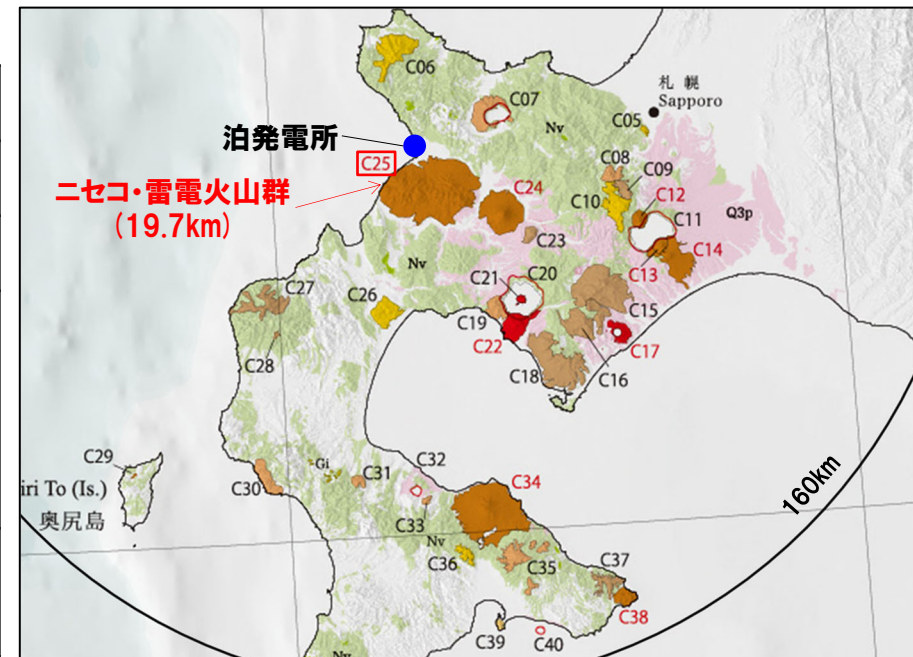 C06
C07
札幌
Sapporo
Nv
C05
泊発電所
C25
C08
C09
ニセコ・雷電火山群
(19.7km)
C24
C10
C12
C11
Q3p
C23
C14
C13
Nv
C21
C20
C27
C26
C15
C19
C22
C17
C28
C18
C16
160km
C29
iri To (Is.)
奥尻島
Gi
C31
C32
C34
C30
C33
Nv
C36
C35
C37
C38
C39
C40
Nv